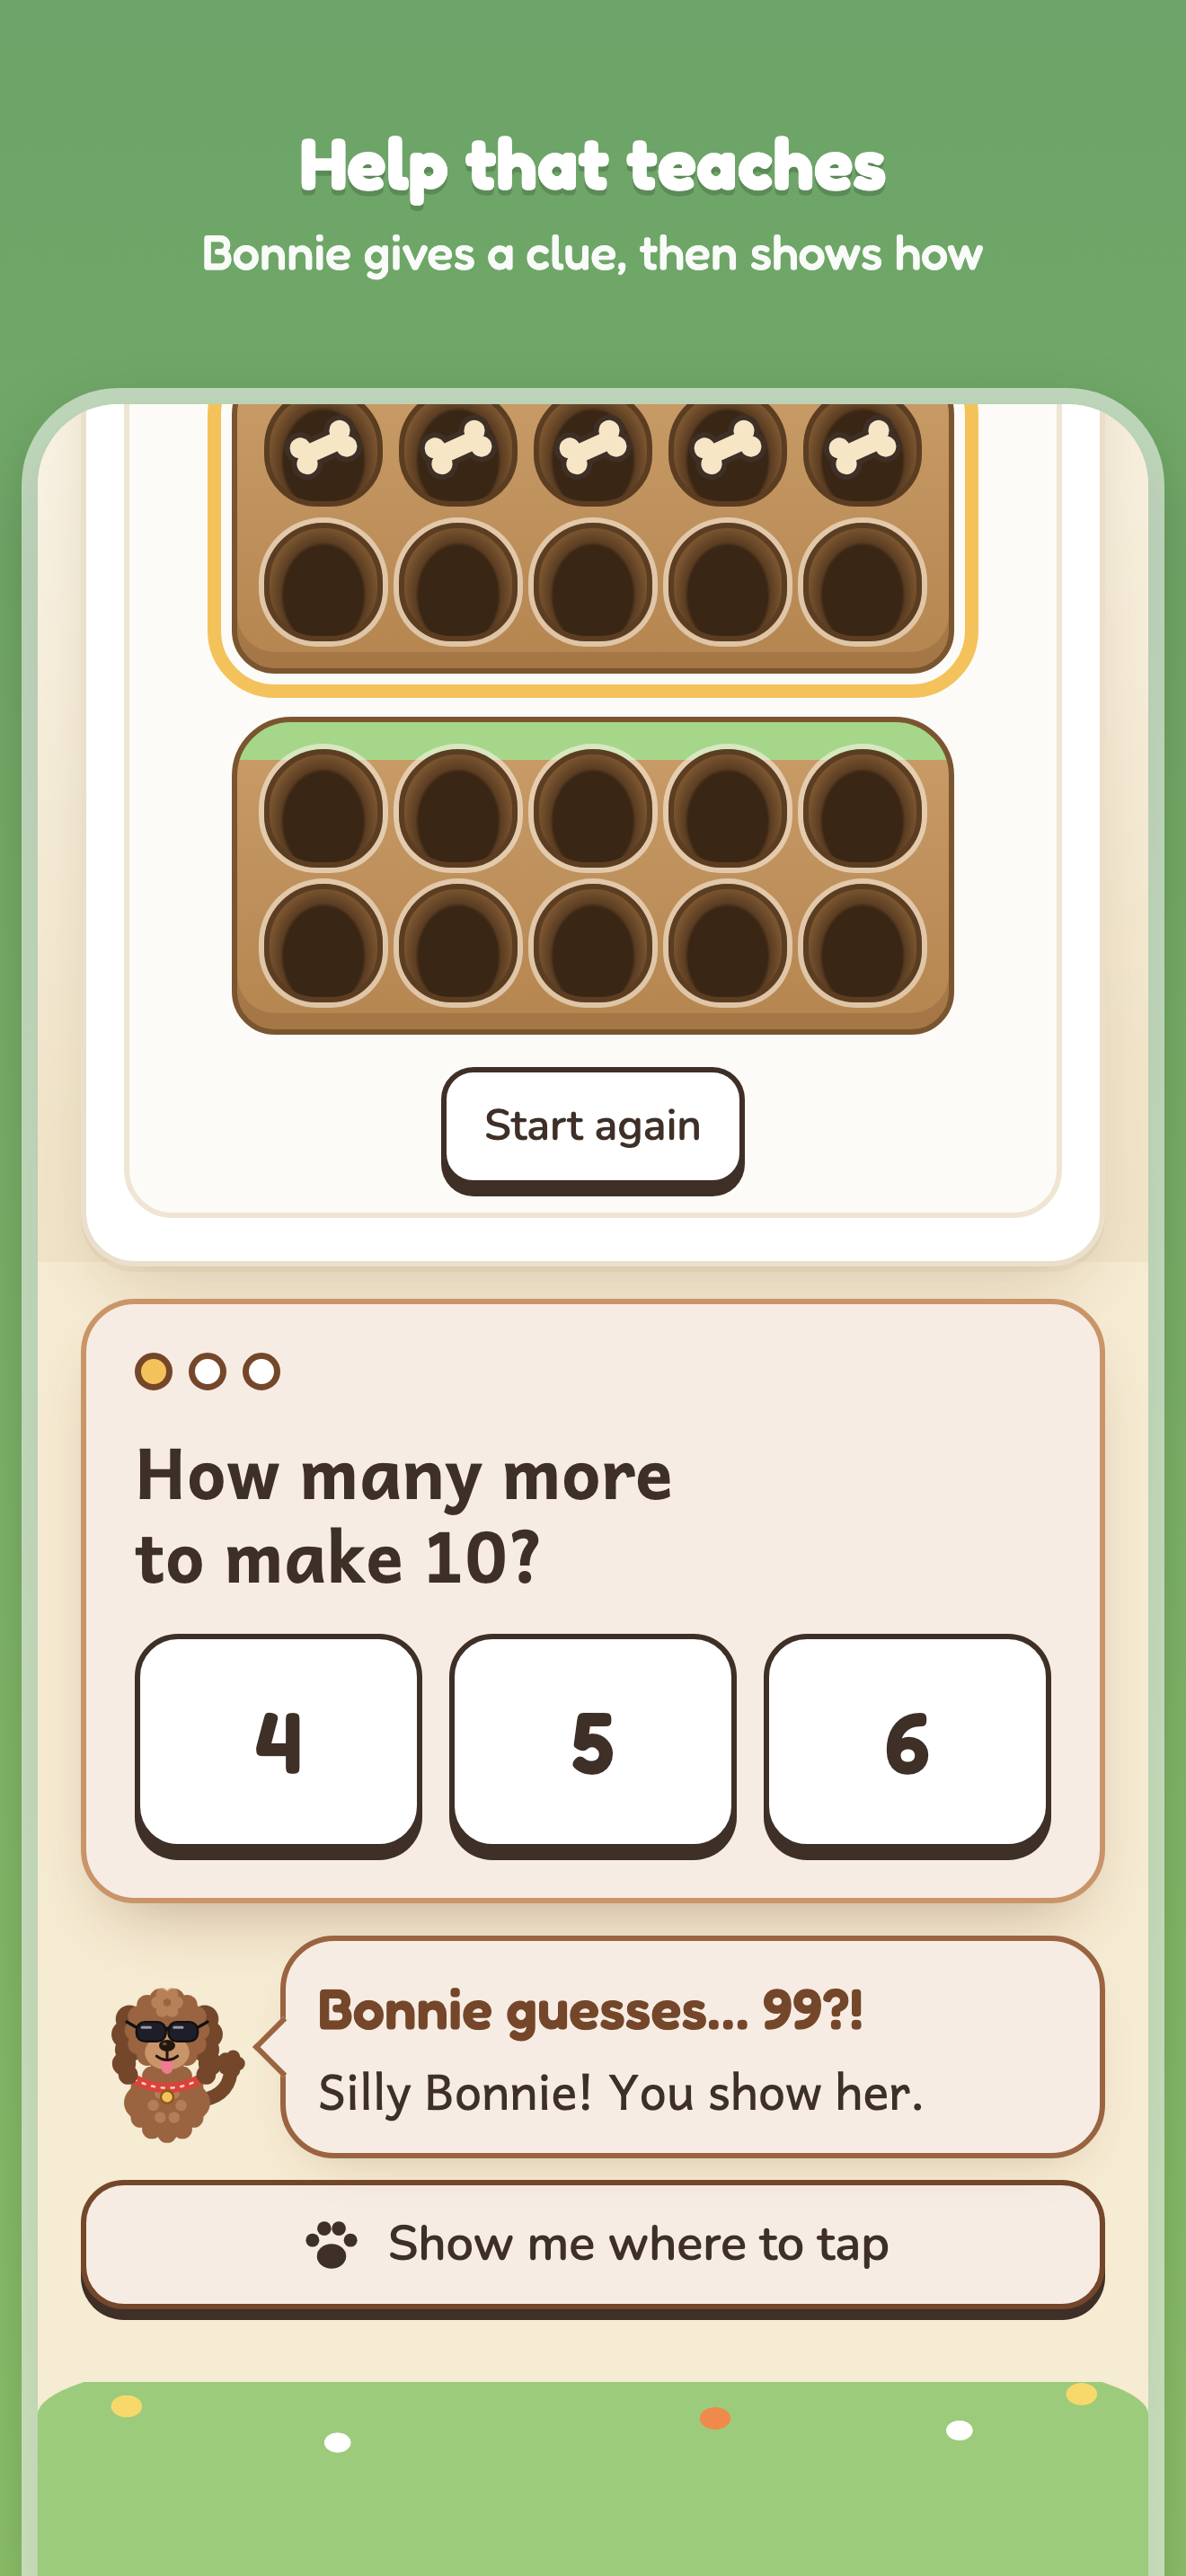 Help that teaches
Bonnie gives a clue, then shows how
Start again
How many more
to make 10?
4 5 6
Bonnie guesses... 99?!
Silly Bonnie! You show her.
Show me where to tap